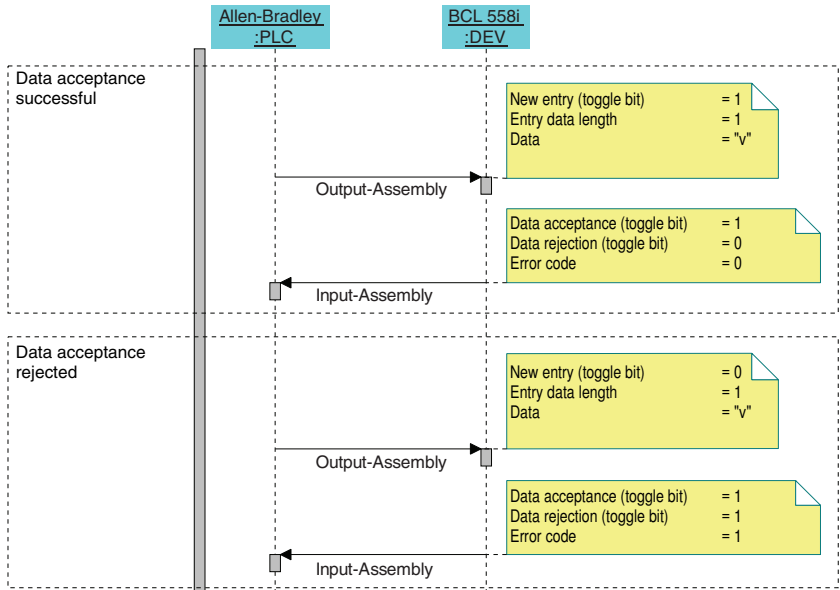 Allen-Bradley
:PLC
BCL 558i
:DEV
Data acceptance
successful
New entry (toggle bit) = 1
Entry data length = 1
Data = "v"
Output-Assembly
Data acceptance (toggle bit) = 1
Data rejection (toggle bit) = 0
Error code = 0
Input-Assembly
Data acceptance
rejected
New entry (toggle bit) = 0
Entry data length = 1
Data = "v"
Output-Assembly
Data acceptance (toggle bit) = 1
Data rejection (toggle bit) = 1
Error code = 1
Input-Assembly